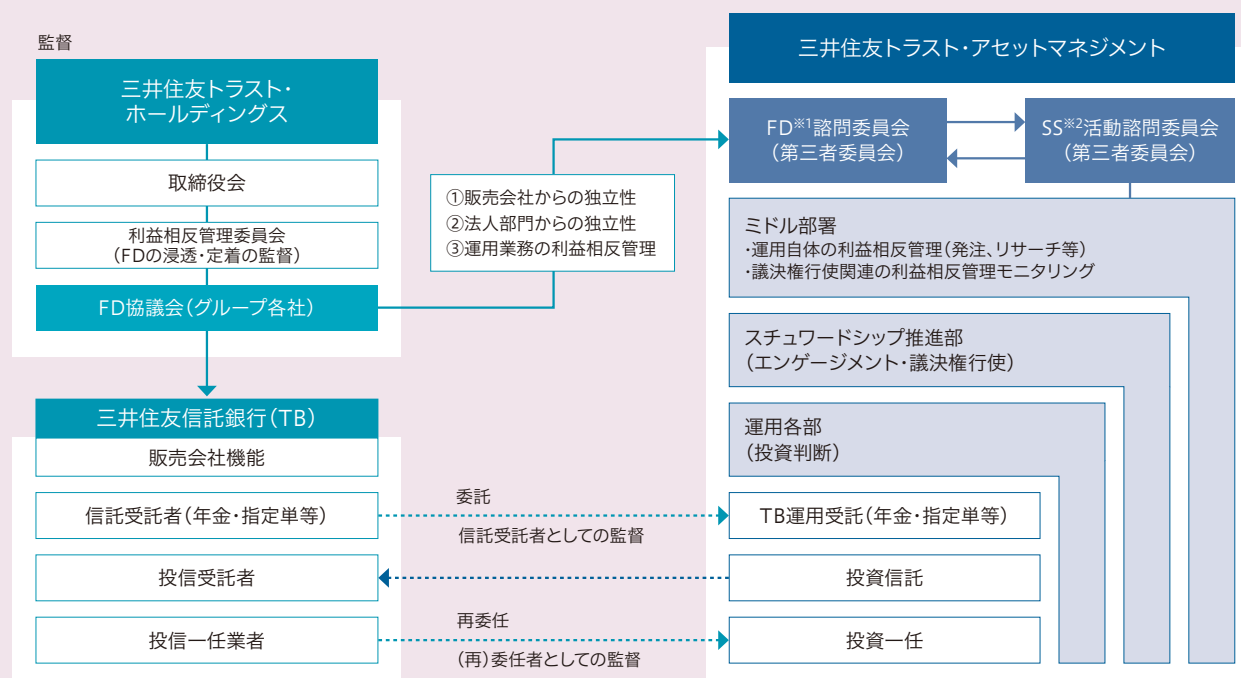 監督
三井住友トラスト・
ホールディングス
取締役会
利益相反管理委員会
(FDの浸透・定着の監督)
FD協議会(グループ各社)
①販売会社からの独立性
②法人部門からの独立性
③運用業務の利益相反管理
三井住友信託銀行(TB)
販売会社機能
信託受託者(年金・指定単等)
投信受託者
投信一任業者
委託
信託受託者としての監督
再委任
(再)委任者としての監督
三井住友トラスト・アセットマネジメント
FD※1諮問委員会
(第三者委員会)
SS※2活動諮問委員会
(第三者委員会)
ミドル部署
・運用自体の利益相反管理(発注、リサーチ等)
・議決権行使関連の利益相反管理モニタリング
スチュワードシップ推進部
(エンゲージメント・議決権行使)
運用各部
(投資判断)
TB運用受託(年金・指定単等)
投資信託
投資一任